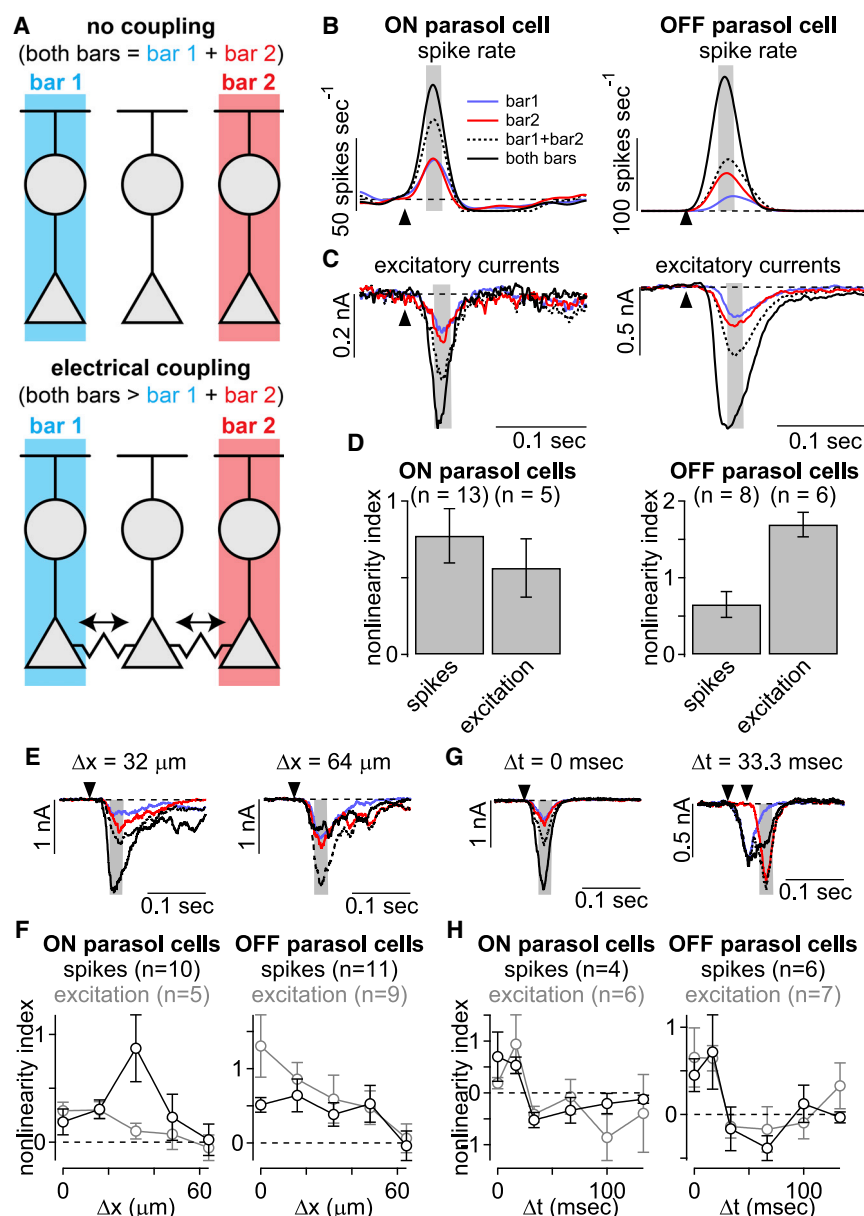 A
no coupling
(both bars = bar 1 + bar 2)
bar 1
bar 2
electrical coupling
(both bars > bar 1 + bar 2)
bar 1
bar 2
B
ON parasol cell
spike rate
OFF parasol cell
spike rate
50 spikes sec⁻¹
bar1
bar2
bar1+bar2
both bars
100 spikes sec⁻¹
C
excitatory currents
excitatory currents
0.2 nA
0.5 nA
0.1 sec
0.1 sec
D
ON parasol cells
(n = 13) (n = 5)
OFF parasol cells
(n = 8) (n = 6)
nonlinearity index
1
0
spikes
excitation
nonlinearity index
2
1
0
spikes
excitation
E
Δx = 32 μm
Δx = 64 μm
1 nA
1 nA
0.1 sec
0.1 sec
G
Δt = 0 msec
Δt = 33.3 msec
1 nA
0.5 nA
0.1 sec
0.1 sec
F
ON parasol cells
spikes (n=10)
excitation (n=5)
OFF parasol cells
spikes (n=11)
excitation (n=9)
nonlinearity index
1
0
0
60
Δx (μm)
1
0
0
60
Δx (μm)
H
ON parasol cells
spikes (n=4)
excitation (n=6)
OFF parasol cells
spikes (n=6)
excitation (n=7)
nonlinearity index
1
0
1
0
100
Δt (msec)
1
0
0
100
Δt (msec)